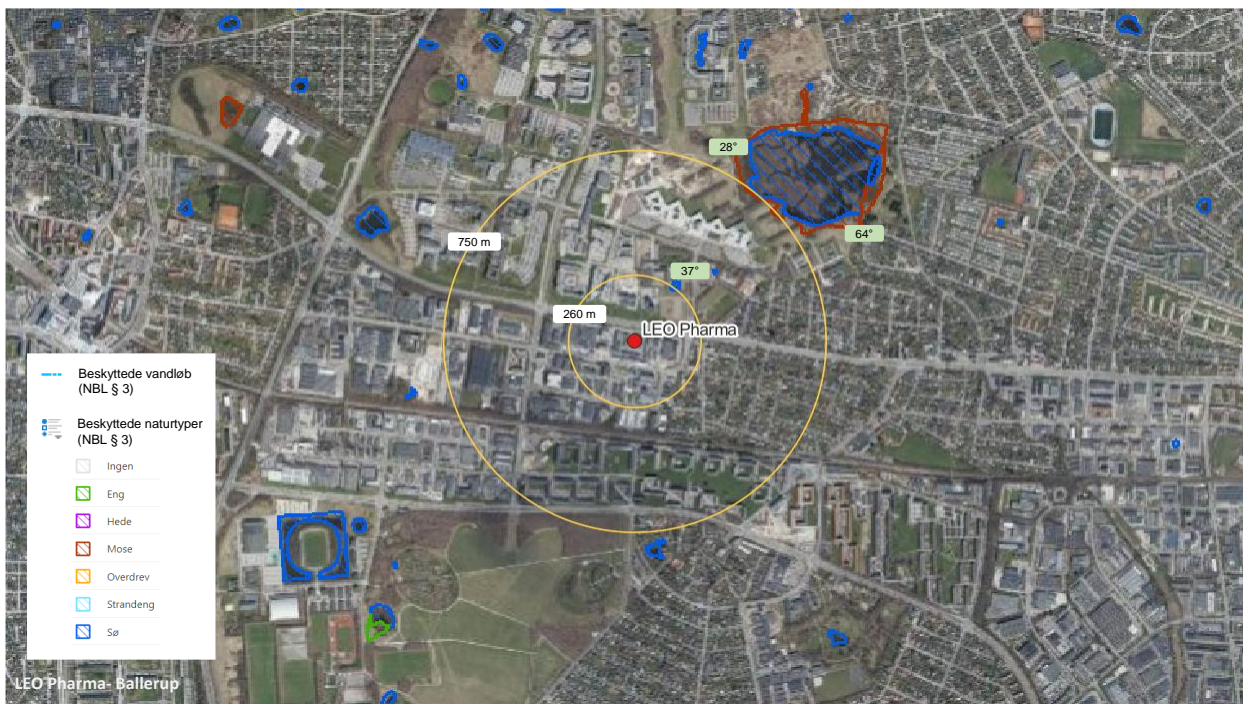 28°
64°
750 m
37°
260 m
LEO Pharma
Beskyttede vandløb
(NBL § 3)
Beskyttede naturtyper
(NBL § 3)
Ingen
Eng
Hede
Mose
Overdrev
Strandeng
Sø
LEO Pharma- Ballerup